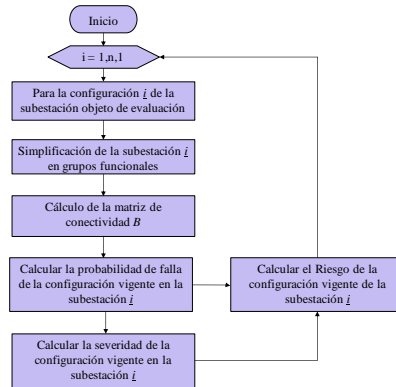 Inicio
i = 1,n,1
Para la configuración i de la
subestación objeto de evaluación
Simplificación de la subestación i
en grupos funcionales
Cálculo de la matriz de
conectividad B
Calcular la probabilidad de falla
de la configuración vigente en la
subestación i
Calcular el Riesgo de la
configuración vigente de la
subestación i
Calcular la severidad de la
configuración vigente en la
subestación i